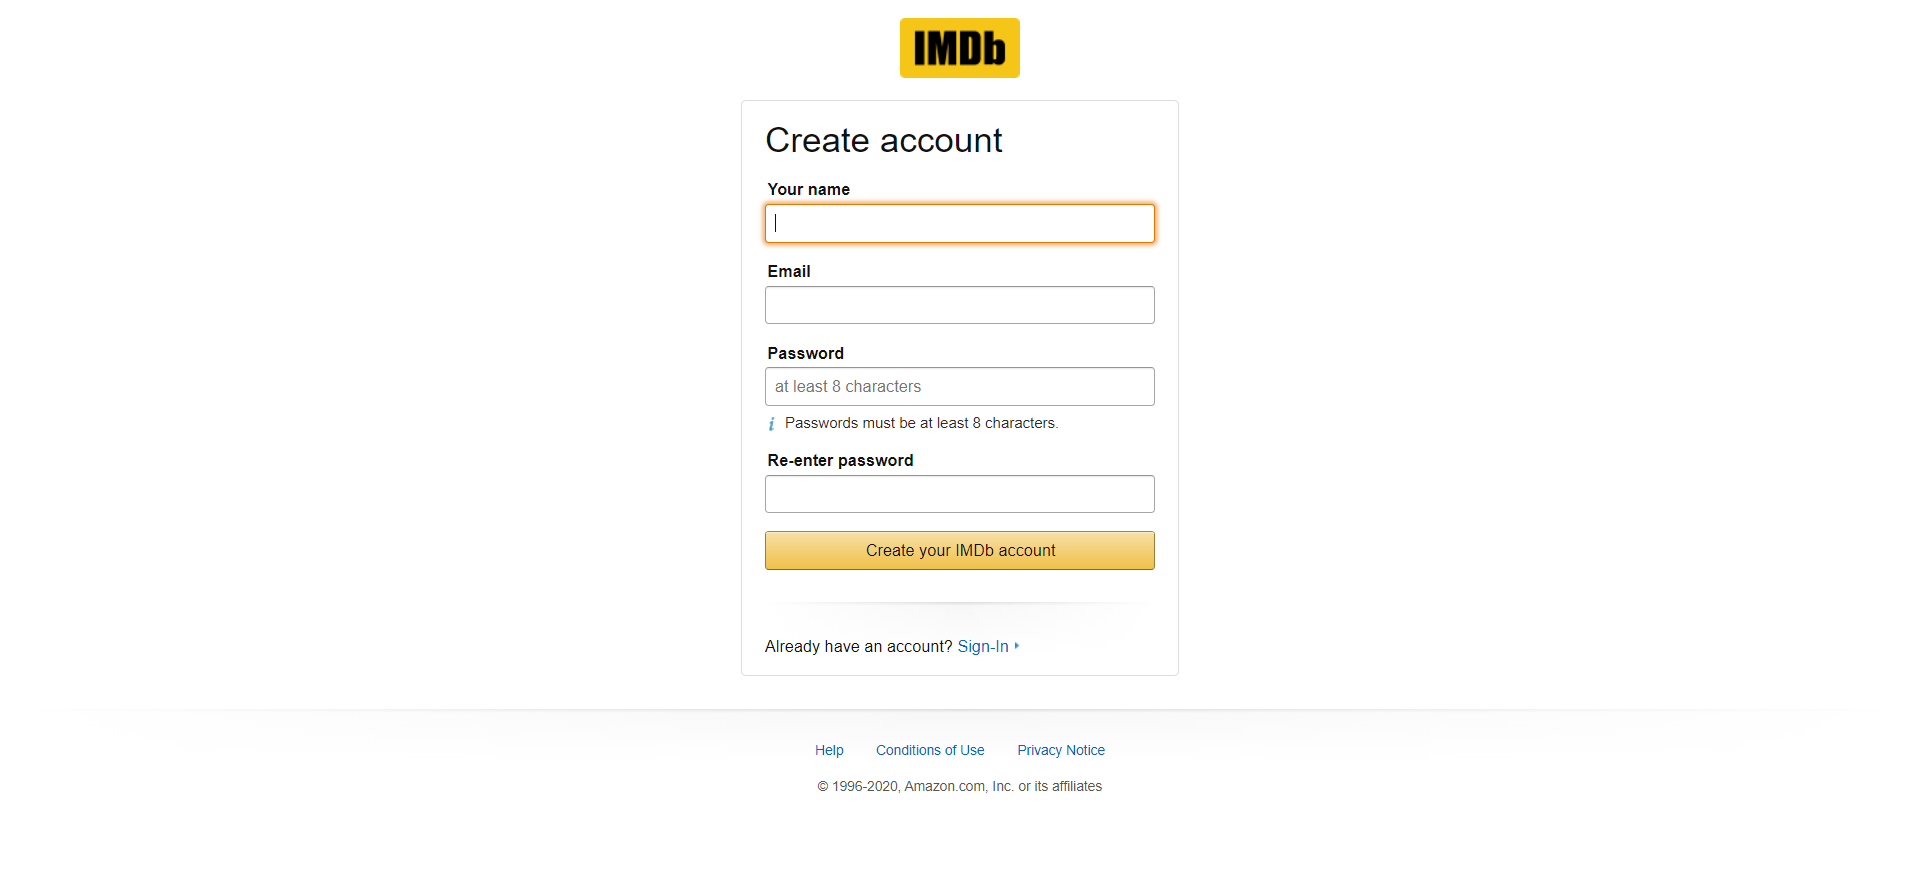 IMDb
Create account
Your name
Email
Password
at least 8 characters
i Passwords must be at least 8 characters.
Re-enter password
Create your IMDb account
Already have an account? Sign-In
Help Conditions of Use Privacy Notice
© 1996-2020, Amazon.com, Inc. or its affiliates